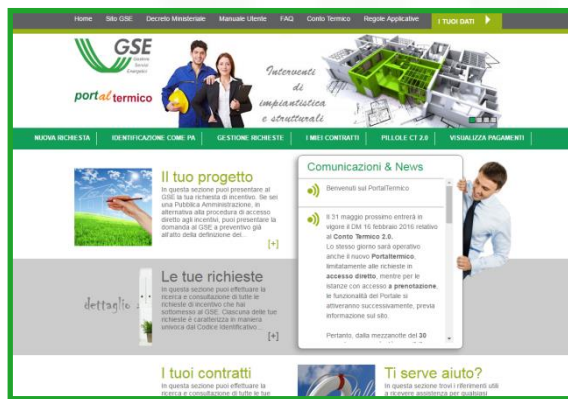 Home Sito GSE Decreto Ministeriale Manuale Utente FAQ Conto Termico Regole Applicative I TUOI DATI
GSE
Gestore
Servizi
Energetici
portaltermico
Interventi
di
impiantistica
e strutturali
NUOVA RICHIESTA IDENTIFICAZIONE COME PA GESTIONE RICHIESTE I MIEI CONTRATTI PILLOLE CT 2.0 VISUALIZZA PAGAMENTI
Il tuo progetto
In questa sezione puoi presentare al
GSE la tua richiesta di incentivo. Se sei
una Pubblica Amministrazione, in
alternativa alla procedura di accesso
diretto agli incentivi, puoi presentare la
domanda al GSE a preventivo già
all'atto della definizione del...
[+]
Comunicazioni & News
Benvenuti sul PortalTermico
Il 31 maggio prossimo entrerà in
vigore il DM 16 febbraio 2016 relativo
al Conto Termico 2.0.
Lo stesso giorno sarà operativo
anche il nuovo Portaltermico,
limitatamente alle richieste in
accesso diretto, mentre per le
istanze con accesso a prenotazione,
le funzionalità del Portale si
attiveranno successivamente, previa
informazione sul sito.
Pertanto, dalla mezzanotte del 30
dettaglio
Le tue richieste
In questa sezione puoi effettuare la
ricerca e consultazione di tutte le
richieste di incentivo che hai
sottomesso al GSE. Ciascuna delle tue
richieste è caratterizza in maniera
univoca dal Codice Identificativo...
[+]
I tuoi contratti
In questa sezione puoi effettuare la
ricerca e consultazione di tutte le tue
Ti serve aiuto?
In questa sezione trovi i riferimenti utili
a ricevere assistenza per qualsiasi